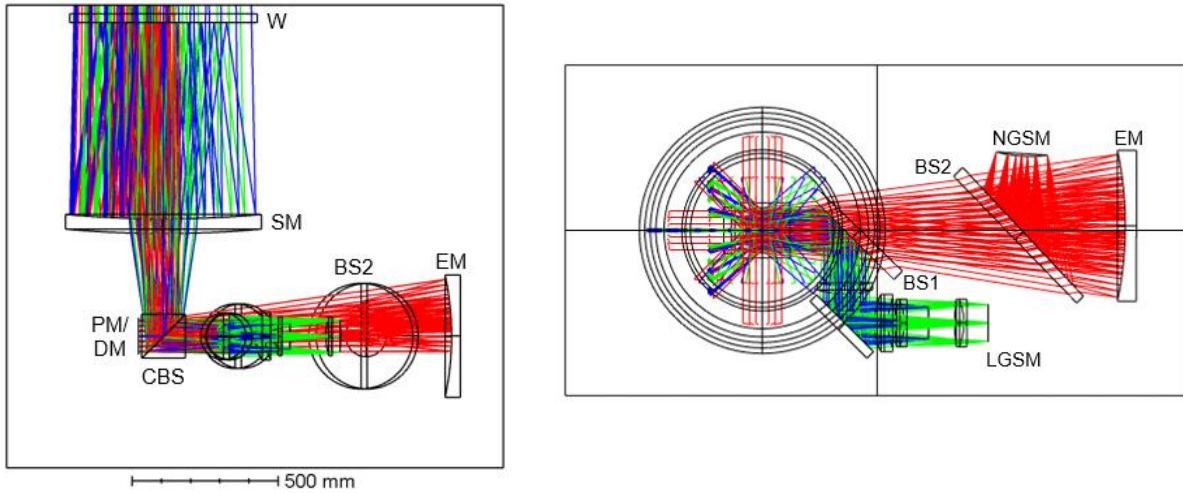 W
SM
BS2
EM
PM/
DM
CBS
500 mm
NGSM
EM
BS2
BS1
LGSM